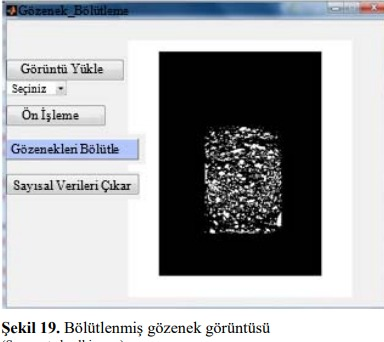 Gözenek_Bölütleme
Görüntü Yükle
Seçiniz
Ön İşleme
Gözenekleri Bölütle
Sayısal Verileri Çıkar
Şekil 19. Bölütlenmiş gözenek görüntüsü